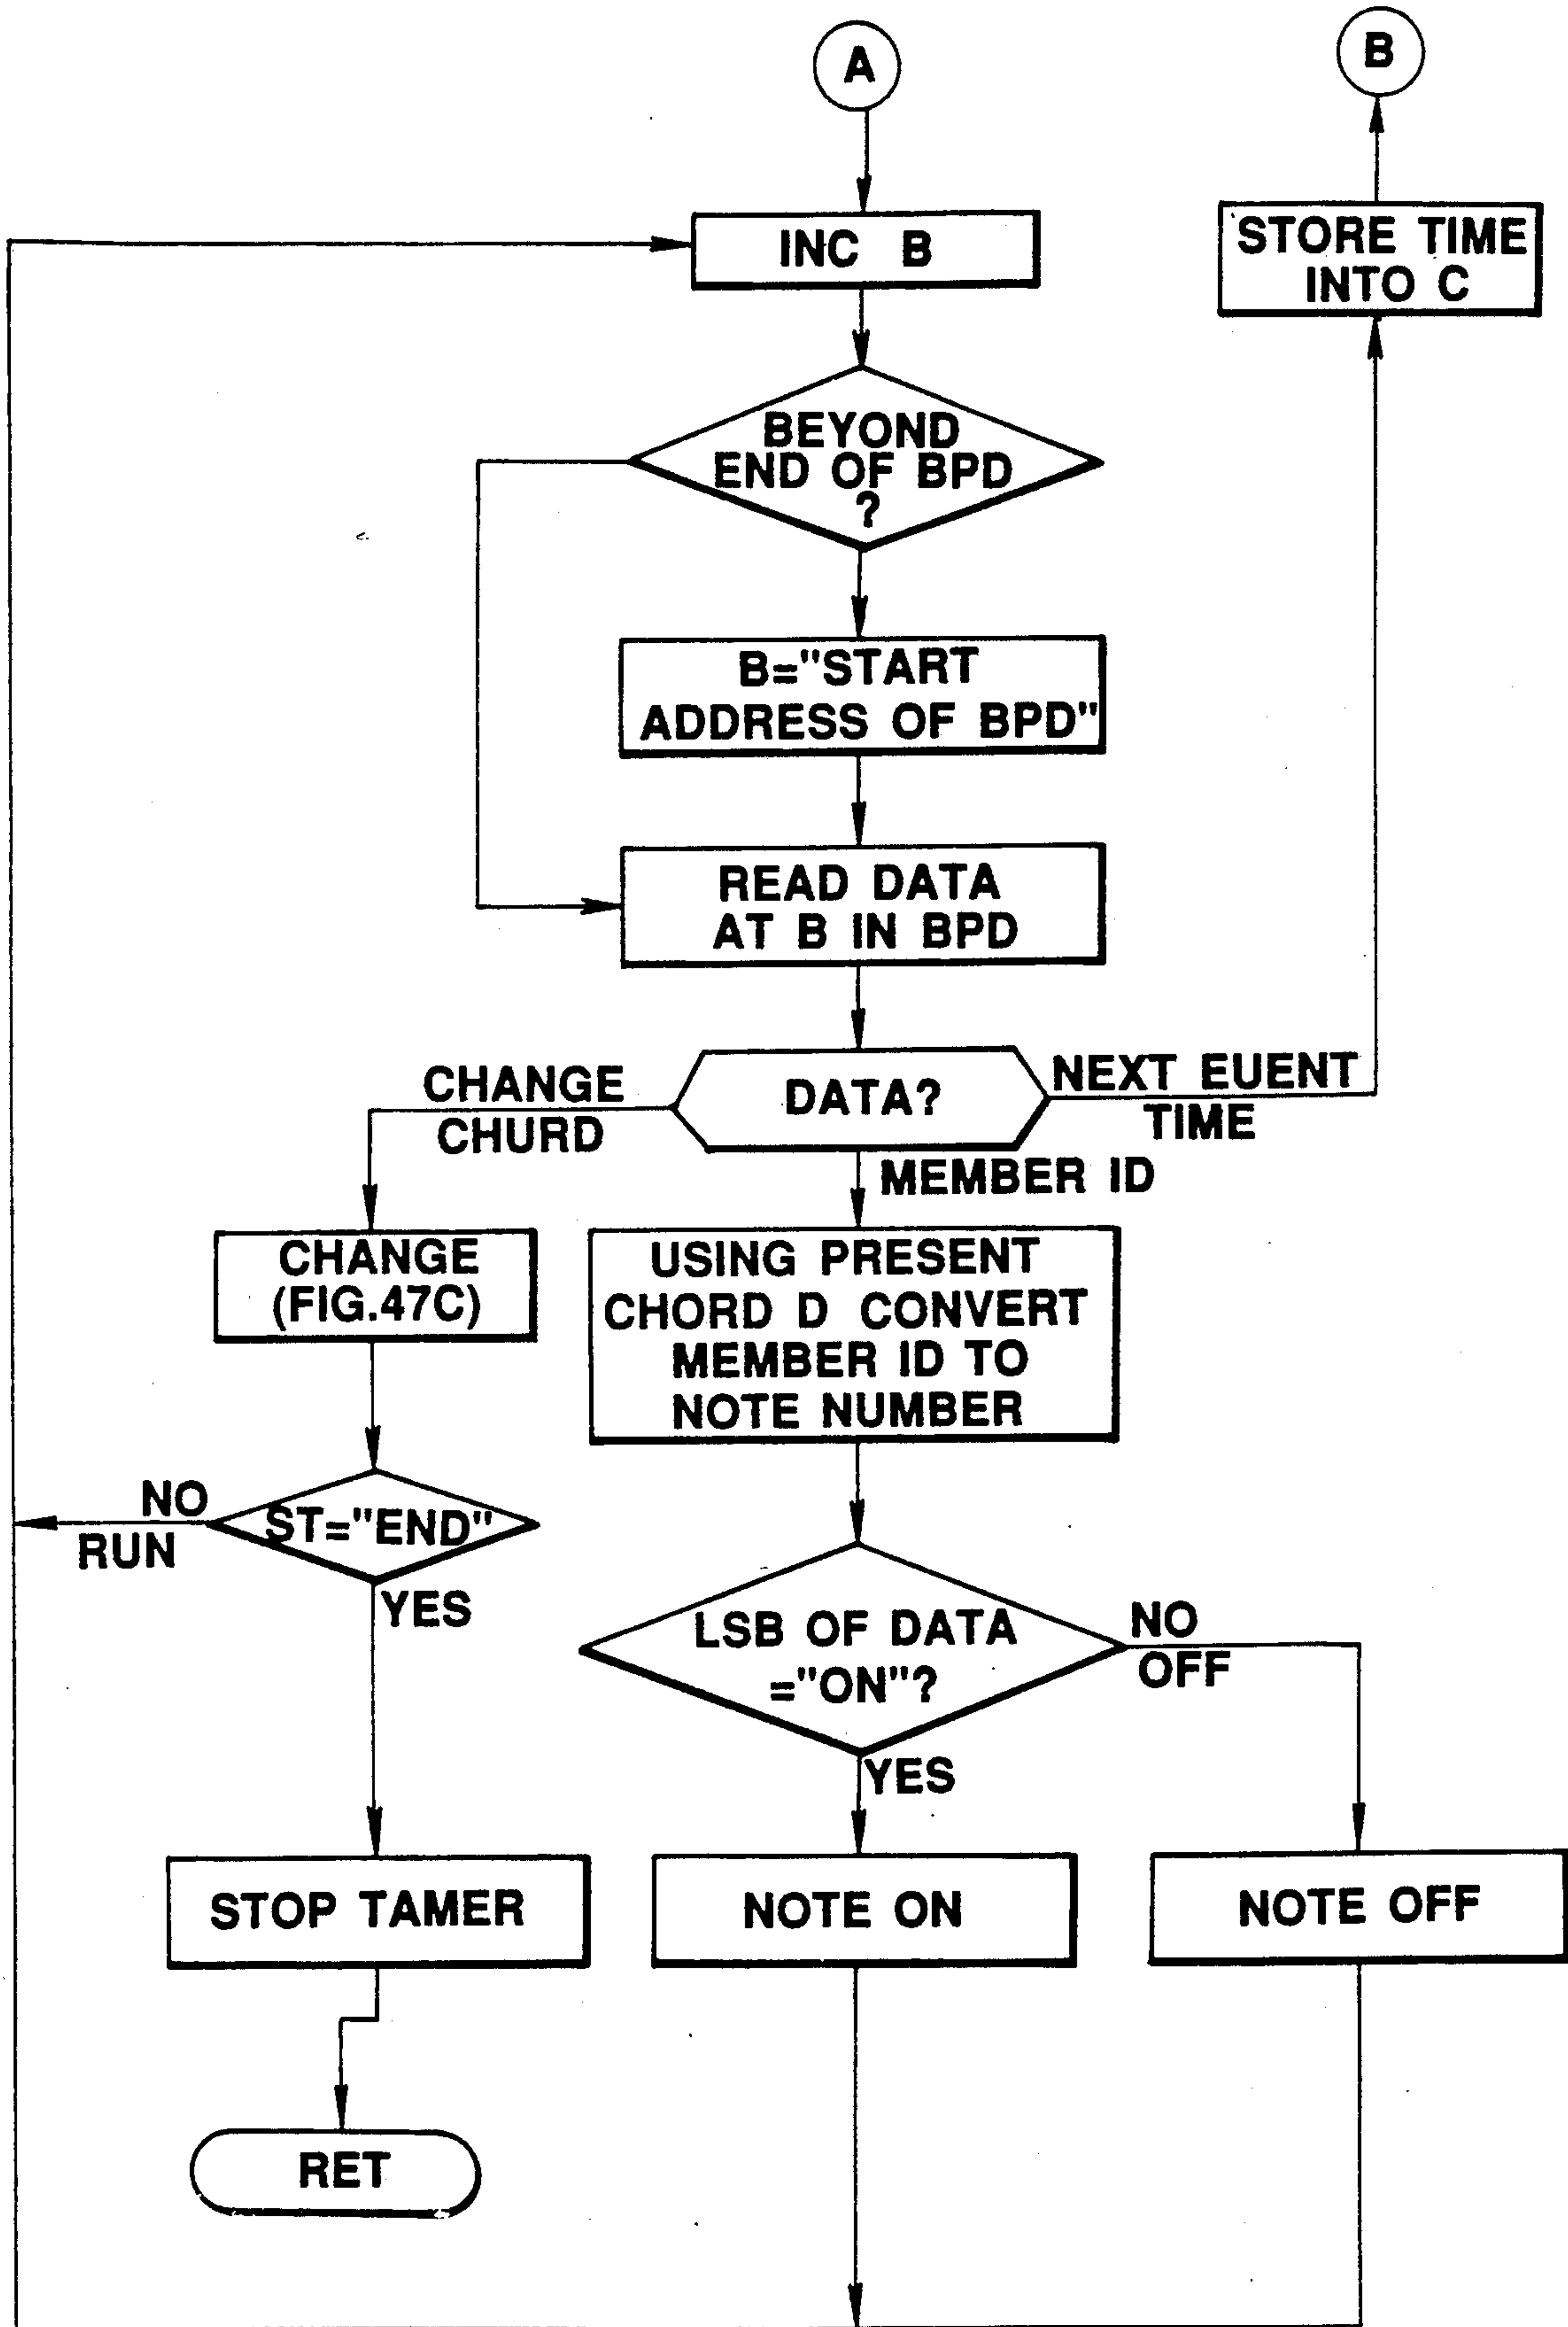 A
B
INC B
STORE TIME
INTO C
BEYOND
END OF BPD
?
B="START
ADDRESS OF BPD"
READ DATA
AT B IN BPD
DATA?
CHANGE
CHURD
NEXT EUENT
TIME
MEMBER ID
CHANGE
(FIG.47C)
USING PRESENT
CHORD D CONVERT
MEMBER ID TO
NOTE NUMBER
ST="END"
NO
RUN
YES
LSB OF DATA
="ON"?
NO
OFF
YES
STOP TAMER
NOTE ON
NOTE OFF
RET